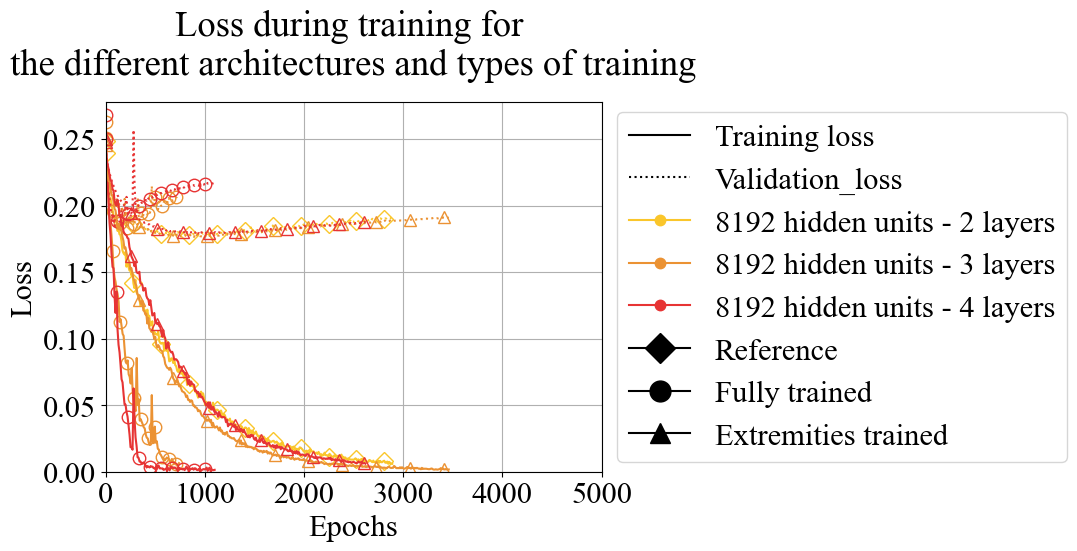 Loss during training for
the different architectures and types of training
0.25
0.20
0.15
0.10
0.05
0.00
Loss
0 1000 2000 3000 4000 5000
Epochs
Training loss
Validation_loss
8192 hidden units - 2 layers
8192 hidden units - 3 layers
8192 hidden units - 4 layers
Reference
Fully trained
Extremities trained